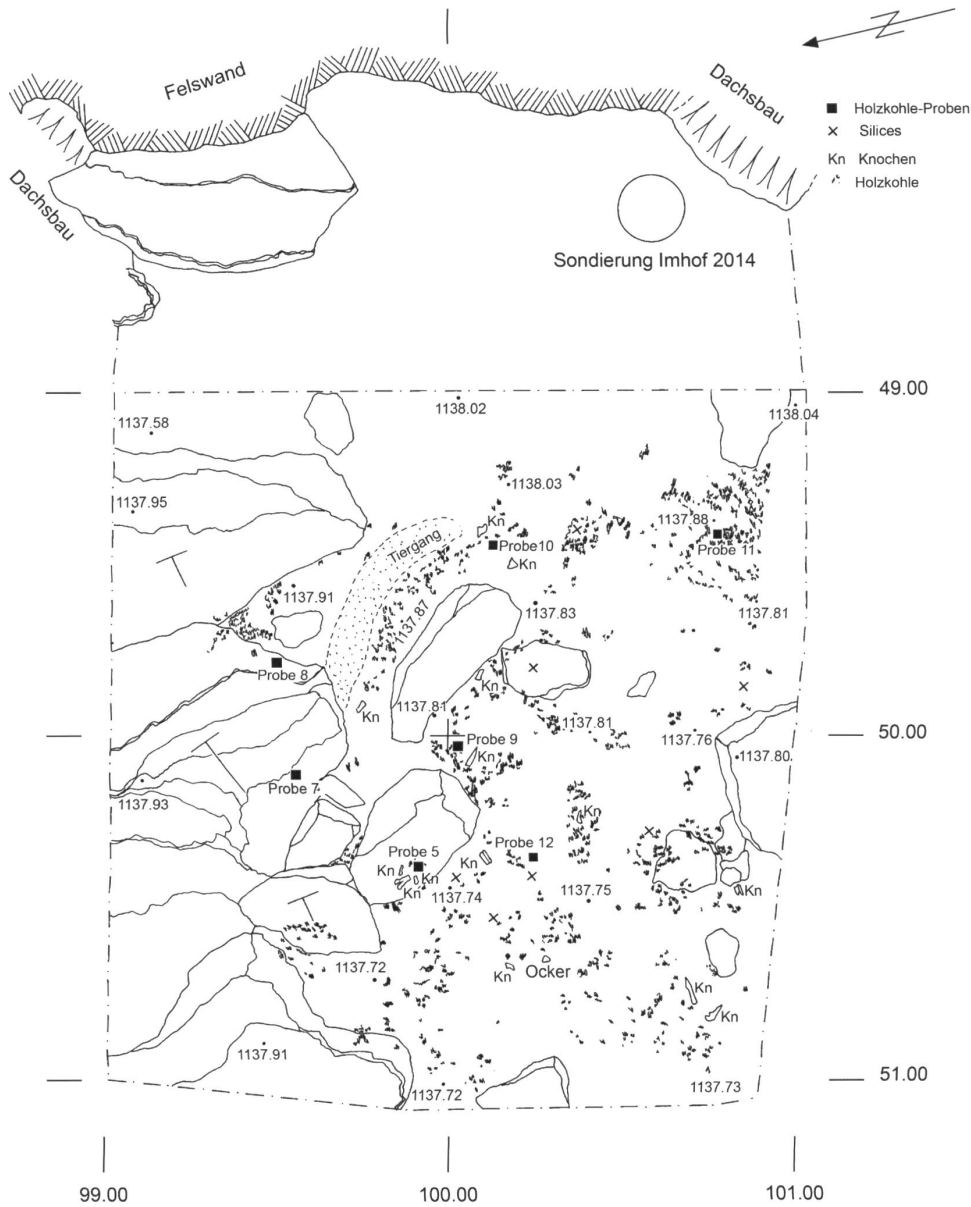 Felswand
Dachsbau
Dachsbau
Holzkohle-Proben
Silices
Kn Knochen
Holzkohle
Sondierung Imhof 2014
49.00
1138.02
1138.04
1137.58
1137.95
1138.03
1137.88
Kn
Probe 10
Probe 11
Tiergang
Kn
1137.91
1137.87
1137.83
1137.81
Probe 8
Kn
Kn
1137.81
1137.81
1137.76
50.00
Probe 9
Kn
1137.80
Probe 7
1137.93
Kn
Probe 5
Probe 12
Kn
Kn
Kn
Kn
Kn
1137.74
1137.75
Kn
1137.72
Kn
Ocker
Kn
Kn
1137.91
1137.72
1137.73
51.00
99.00
100.00
101.00